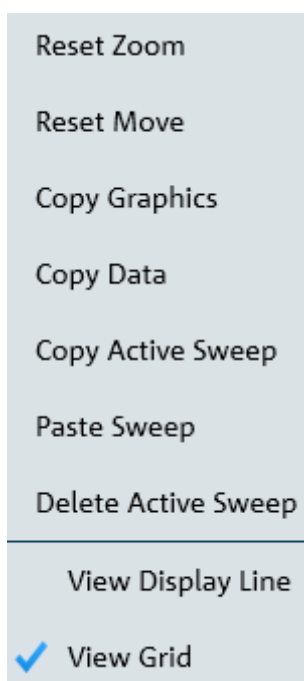 Reset Zoom
Reset Move
Copy Graphics
Copy Data
Copy Active Sweep
Paste Sweep
Delete Active Sweep
View Display Line
View Grid